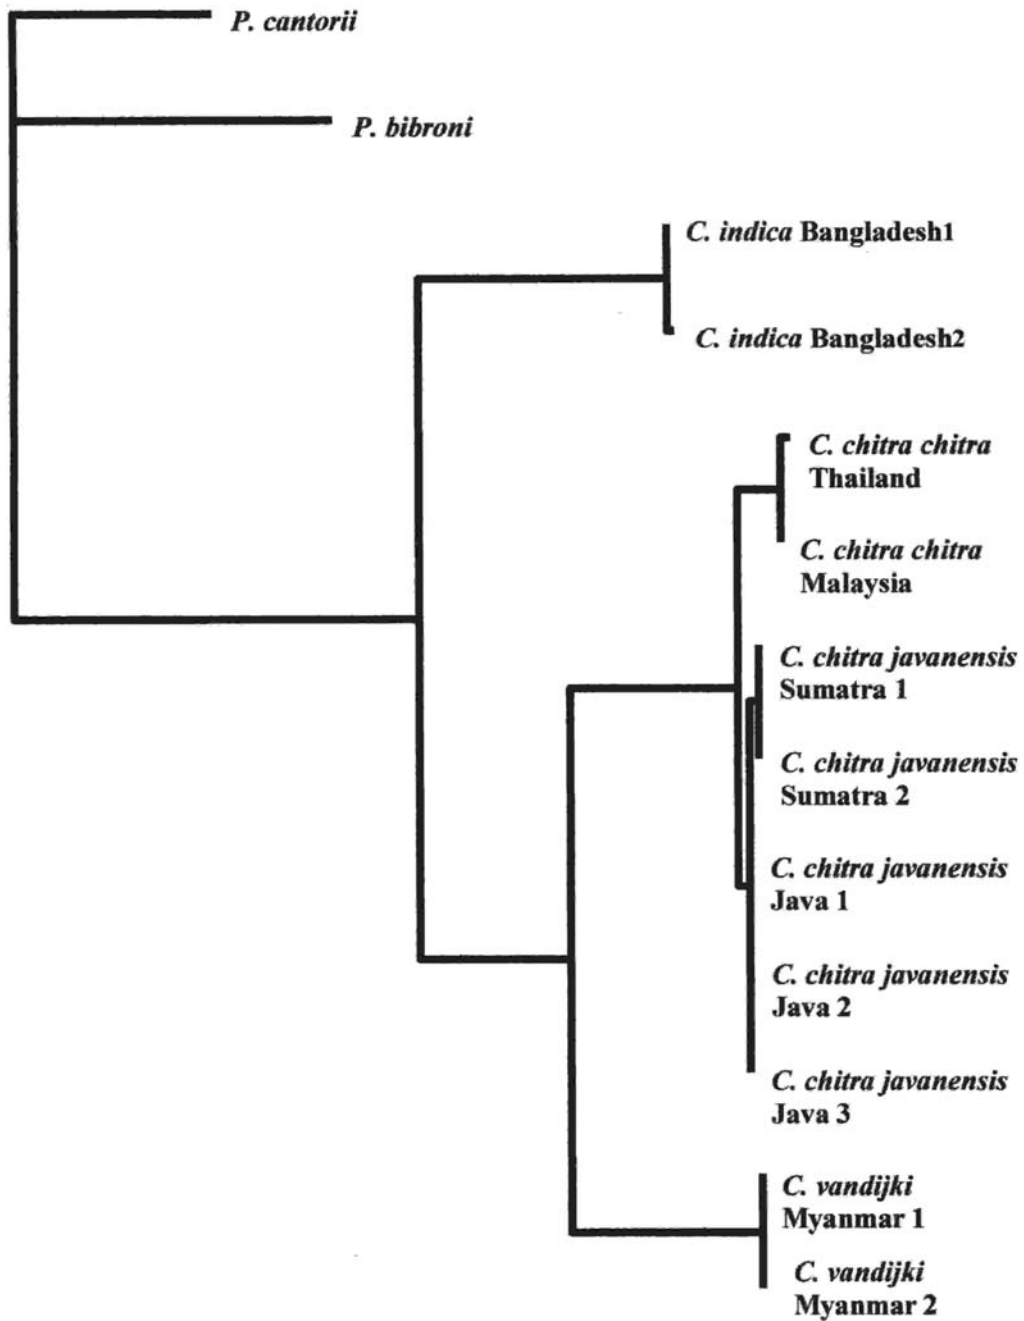 P. cantorii
P. bibroni
C. indica Bangladesh1
C. indica Bangladesh2
C. chitra chitra
Thailand
C. chitra chitra
Malaysia
C. chitra javanensis
Sumatra 1
C. chitra javanensis
Sumatra 2
C. chitra javanensis
Java 1
C. chitra javanensis
Java 2
C. chitra javanensis
Java 3
C. vandijki
Myanmar 1
C. vandijki
Myanmar 2